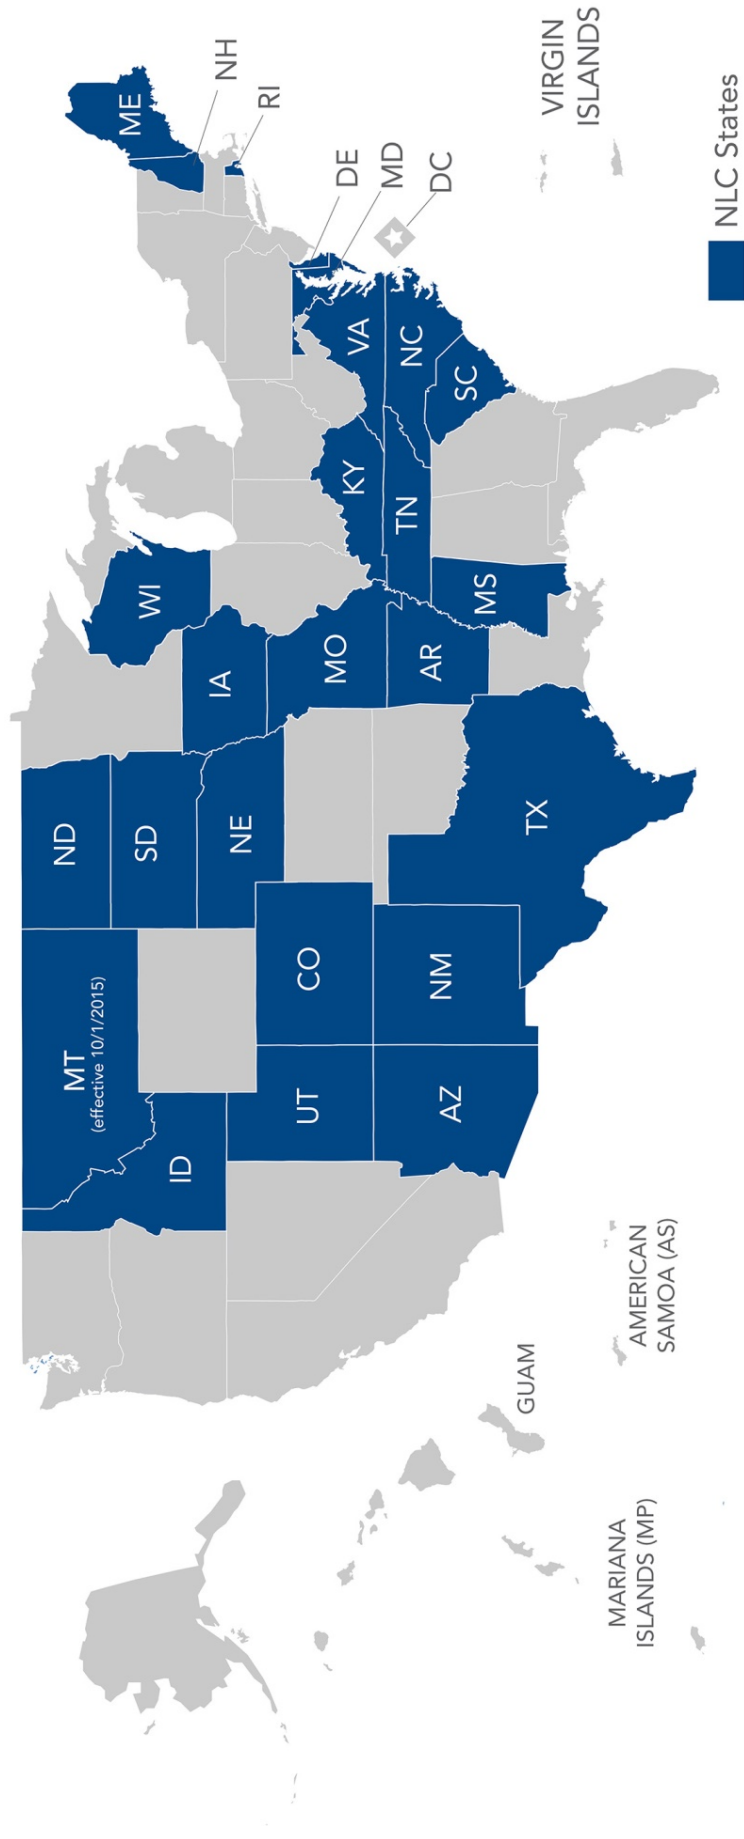 ME
NH
RI
DE
MD
DC
VIRGIN
ISLANDS
NLC States
MT
(effective 10/1/2015)
ND
ID
SD
WI
IA
NE
UT
CO
MO
KY
VA
NC
TN
AZ
NM
AR
SC
MS
TX
GUAM
AMERICAN
SAMOA (AS)
MARIANA
ISLANDS (MP)